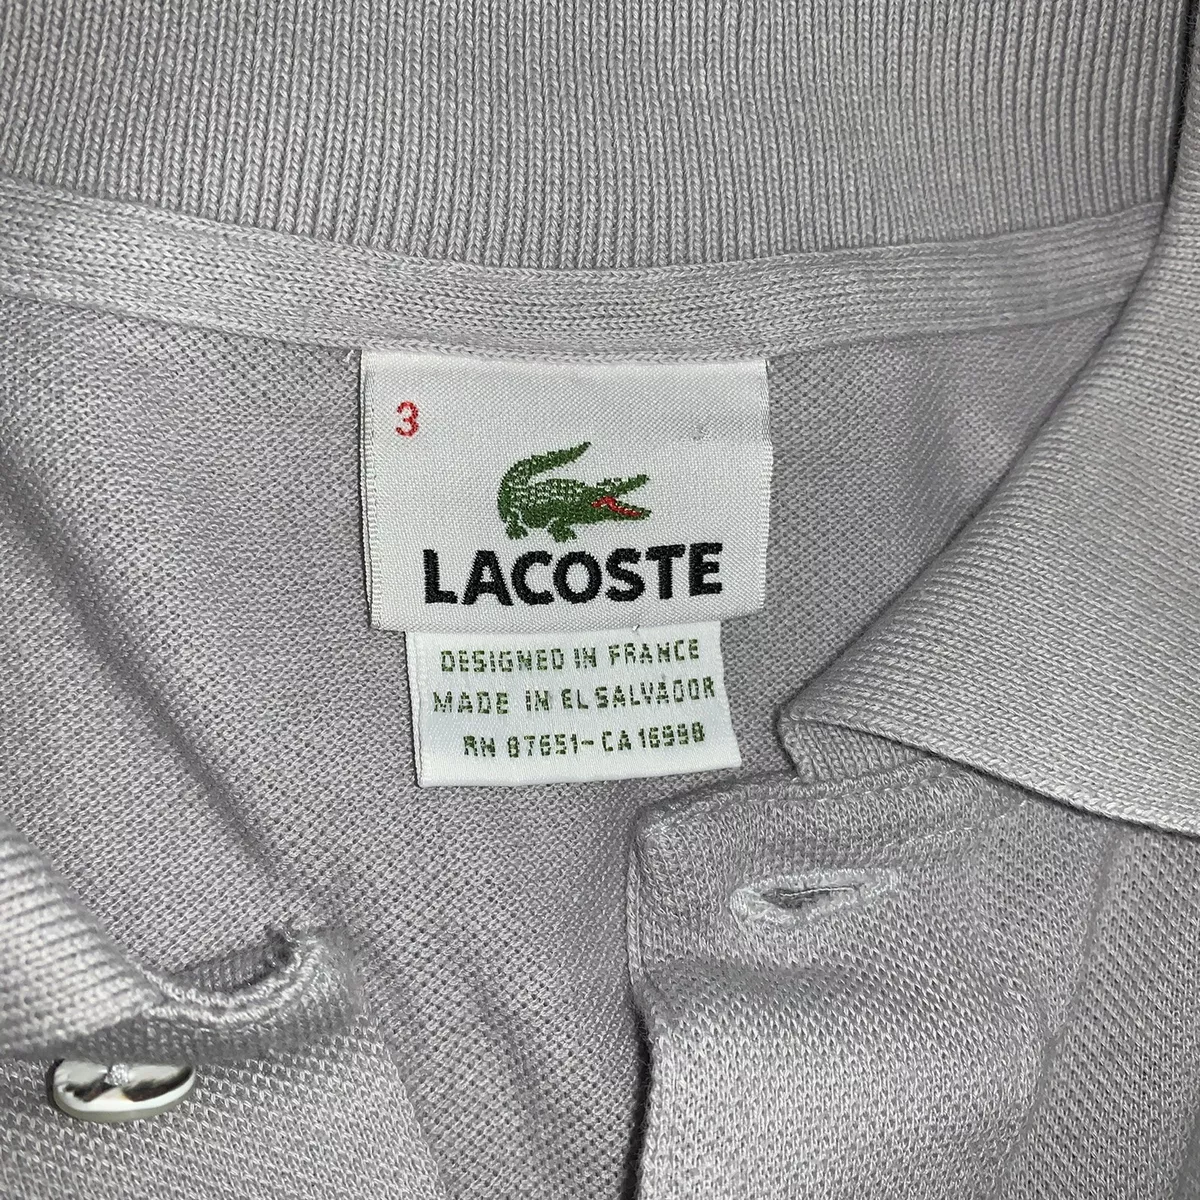 3
LACOSTE
DESIGNED IN FRANCE
MADE IN EL SALVADOR
RN 87651-CA 16998